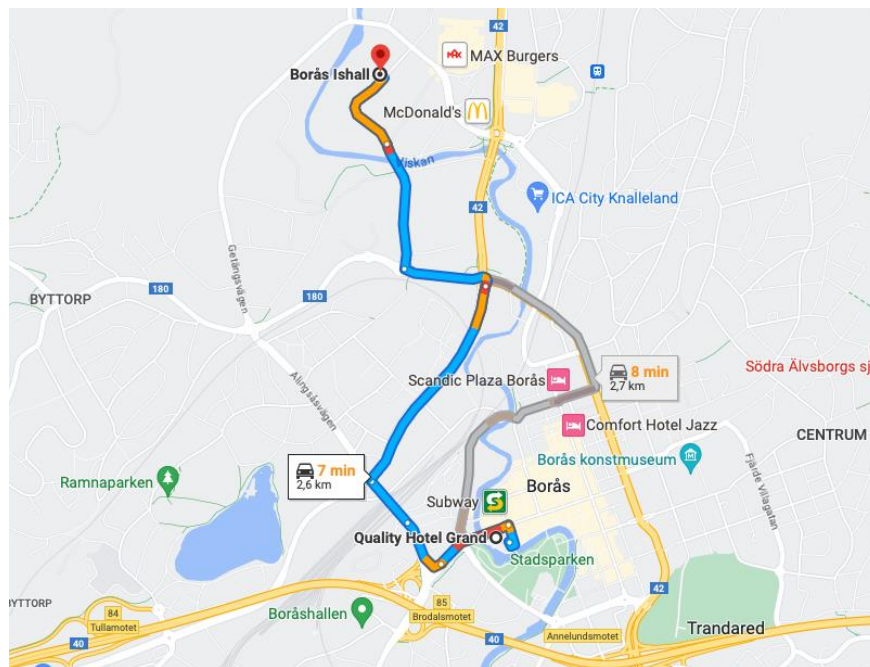 42
MAX
MAX Burgers
Borås Ishall
McDonald's
Viskan
42
ICA City Knalleland
Getängsvägen
180
180
BYTTORP
Alingsåsvägen
8 min
2,7 km
Scandic Plaza Borås
Södra Älvsborgs sj
Comfort Hotel Jazz
CENTRUM
Borås konstmuseum
Fjärde Villagatan
7 min
2,6 km
Ramnaparken
Subway
Borås
Quality Hotel Grand
Stadsparken
BYTTORP
42
84
Tullamotet
Boråshallen
85
Brodalsmotet
40
40
Annelundsmotet
Trandared